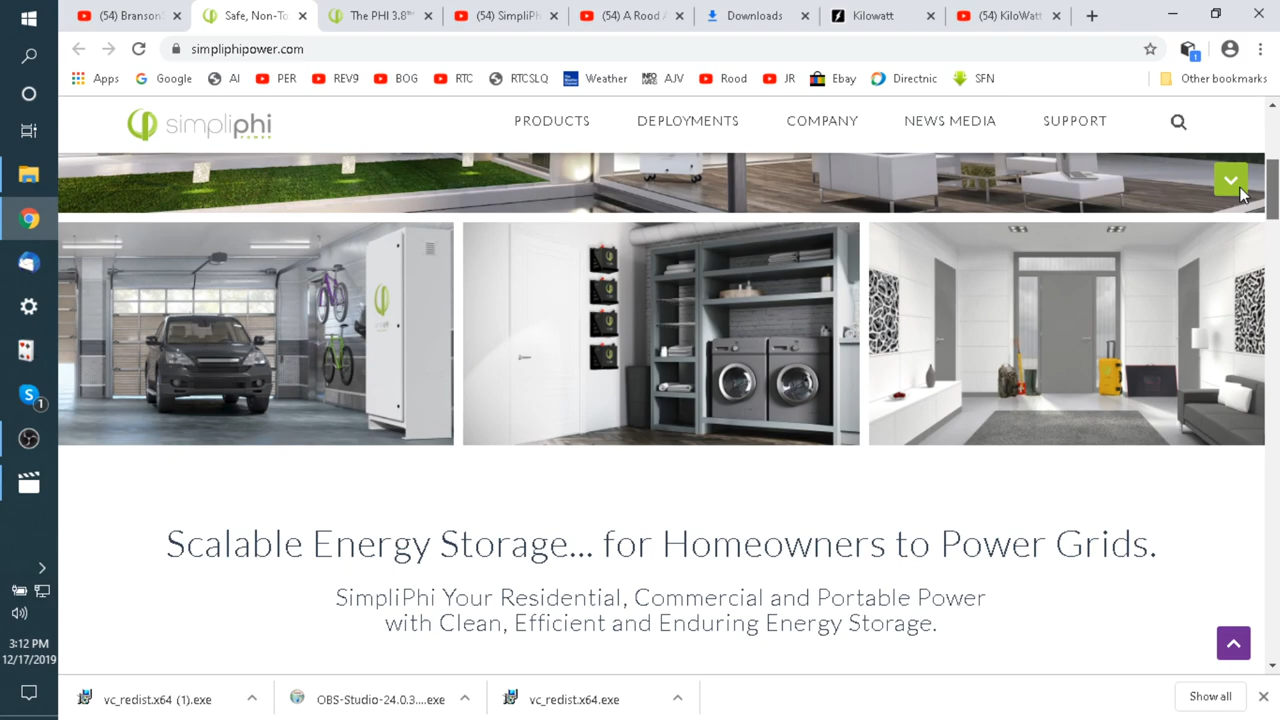 (54) Branson
Safe, Non-To
The PHI 3.8™
(54) SimpliPh
(54) A Rood A
Downloads
Kilowatt
(54) KiloWatt
simpliphipower.com
Apps
Google
AI
PER
REV9
BOG
RTC
RTCSLQ
Weather
AJV
Rood
JR
Ebay
Directnic
SFN
Other bookmarks
simpliphi
POWER
PRODUCTS
DEPLOYMENTS
COMPANY
NEWS MEDIA
SUPPORT
Scalable Energy Storage... for Homeowners to Power Grids.
SimpliPhi Your Residential, Commercial and Portable Power
with Clean, Efficient and Enduring Energy Storage.
1
1
3:12 PM
12/17/2019
vc_redist.x64 (1).exe
OBS-Studio-24.0.3....exe
vc_redist.x64.exe
Show all